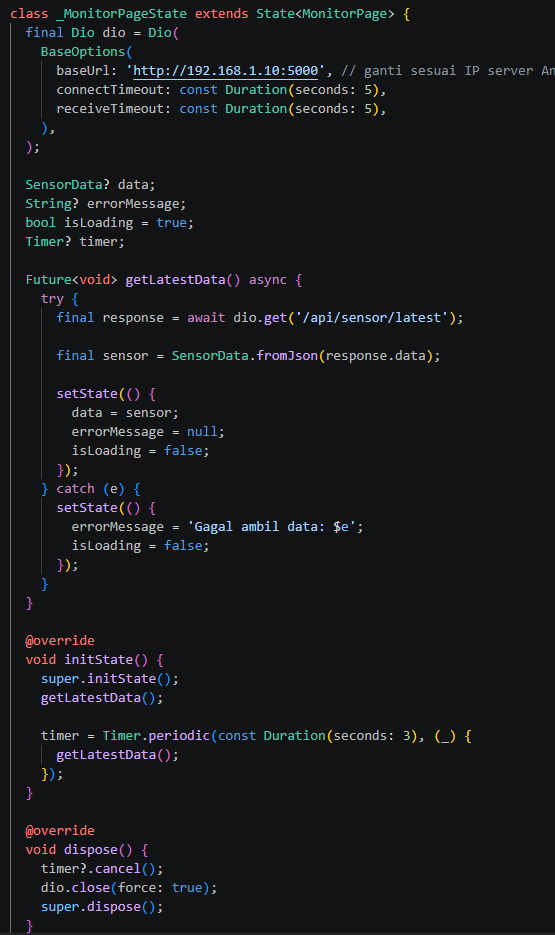 class _MonitorPageState extends State<MonitorPage> {
  final Dio dio = Dio(
    BaseOptions(
      baseUrl: 'http://192.168.1.10:5000', // ganti sesuai IP server
      connectTimeout: const Duration(seconds: 5),
      receiveTimeout: const Duration(seconds: 5),
    ),
  );

  SensorData? data;
  String? errorMessage;
  bool isLoading = true;
  Timer? timer;

  Future<void> getLatestData() async {
    try {
      final response = await dio.get('/api/sensor/latest');

      final sensor = SensorData.fromJson(response.data);

      setState(() {
        data = sensor;
        errorMessage = null;
        isLoading = false;
      });
    } catch (e) {
      setState(() {
        errorMessage = 'Gagal ambil data: $e';
        isLoading = false;
      });
    }
  }

  @override
  void initState() {
    super.initState();
    getLatestData();

    timer = Timer.periodic(const Duration(seconds: 3), (_) {
      getLatestData();
    });
  }

  @override
  void dispose() {
    timer?.cancel();
    dio.close(force: true);
    super.dispose();
  }